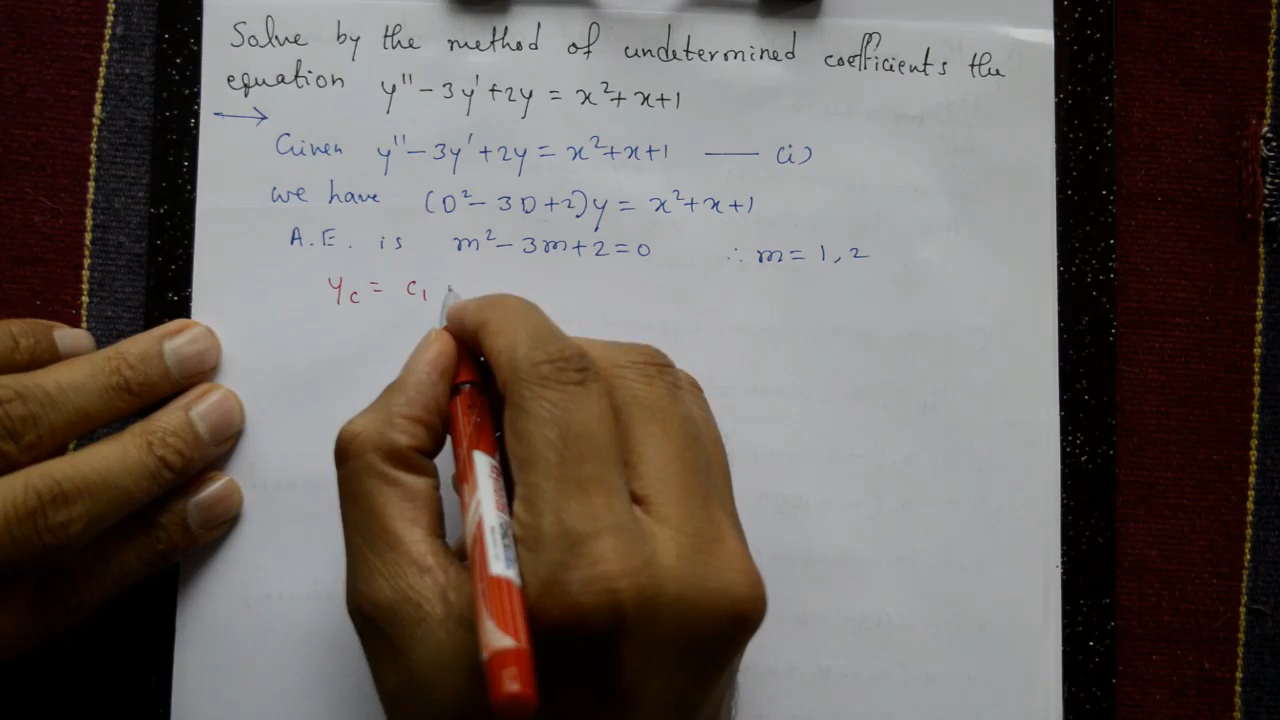 Solve by the method of undetermined coefficients the
equation y'' - 3y' + 2y = x² + x + 1
→
Given y'' - 3y' + 2y = x² + x + 1 —— (i)
we have (D² - 3D + 2)y = x² + x + 1
A.E. is m² - 3m + 2 = 0 ∴ m = 1, 2
y_c = c₁